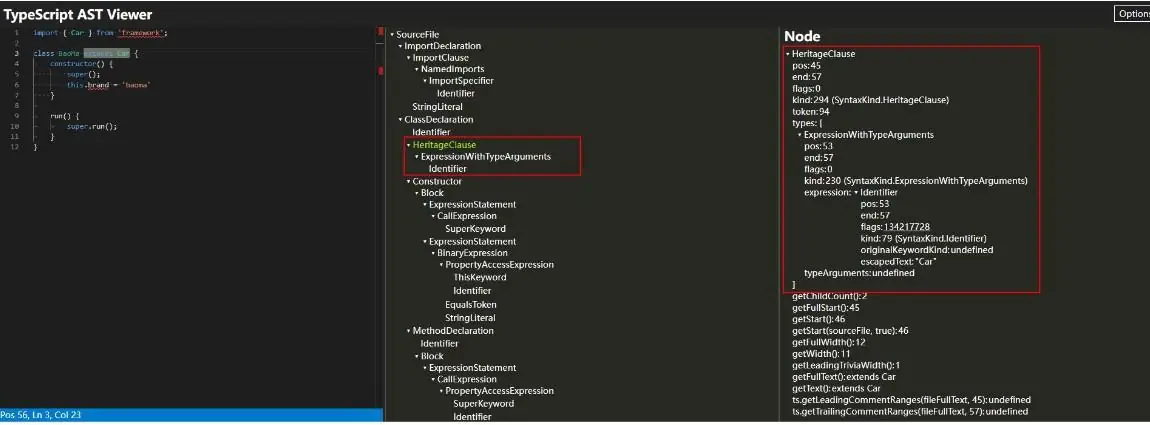 TypeScript AST Viewer
Options
1 import { Car } from 'framework';
2
3 class BaoMa extends Car {
4 constructor() {
5 super();
6 this.brand = 'baoma'
7 }
8
9 run() {
10 super.run();
11 }
12 }
Pos 56, Ln 3, Col 23
SourceFile
ImportDeclaration
ImportClause
NamedImports
ImportSpecifier
Identifier
StringLiteral
ClassDeclaration
Identifier
HeritageClause
ExpressionWithTypeArguments
Identifier
Constructor
Block
ExpressionStatement
CallExpression
SuperKeyword
ExpressionStatement
BinaryExpression
PropertyAccessExpression
ThisKeyword
Identifier
EqualsToken
StringLiteral
MethodDeclaration
Identifier
Block
ExpressionStatement
CallExpression
PropertyAccessExpression
SuperKeyword
Identifier
Node
HeritageClause
pos:45
end:57
flags:0
kind:294 (SyntaxKind.HeritageClause)
token:94
types: [
ExpressionWithTypeArguments
pos:53
end:57
flags:0
kind:230 (SyntaxKind.ExpressionWithTypeArguments)
expression: Identifier
pos:53
end:57
flags:134217728
kind:79 (SyntaxKind.Identifier)
originalKeywordKind:undefined
escapedText:"Car"
typeArguments:undefined
]
getChildCount():2
getFullStart():45
getStart():46
getStart(sourceFile, true):46
getFullWidth():12
getWidth():11
getLeadingTriviaWidth():1
getFullText(): extends Car
getText():extends Car
ts.getLeadingCommentRanges(fileFullText, 45):undefined
ts.getTrailingCommentRanges(fileFullText, 57):undefined